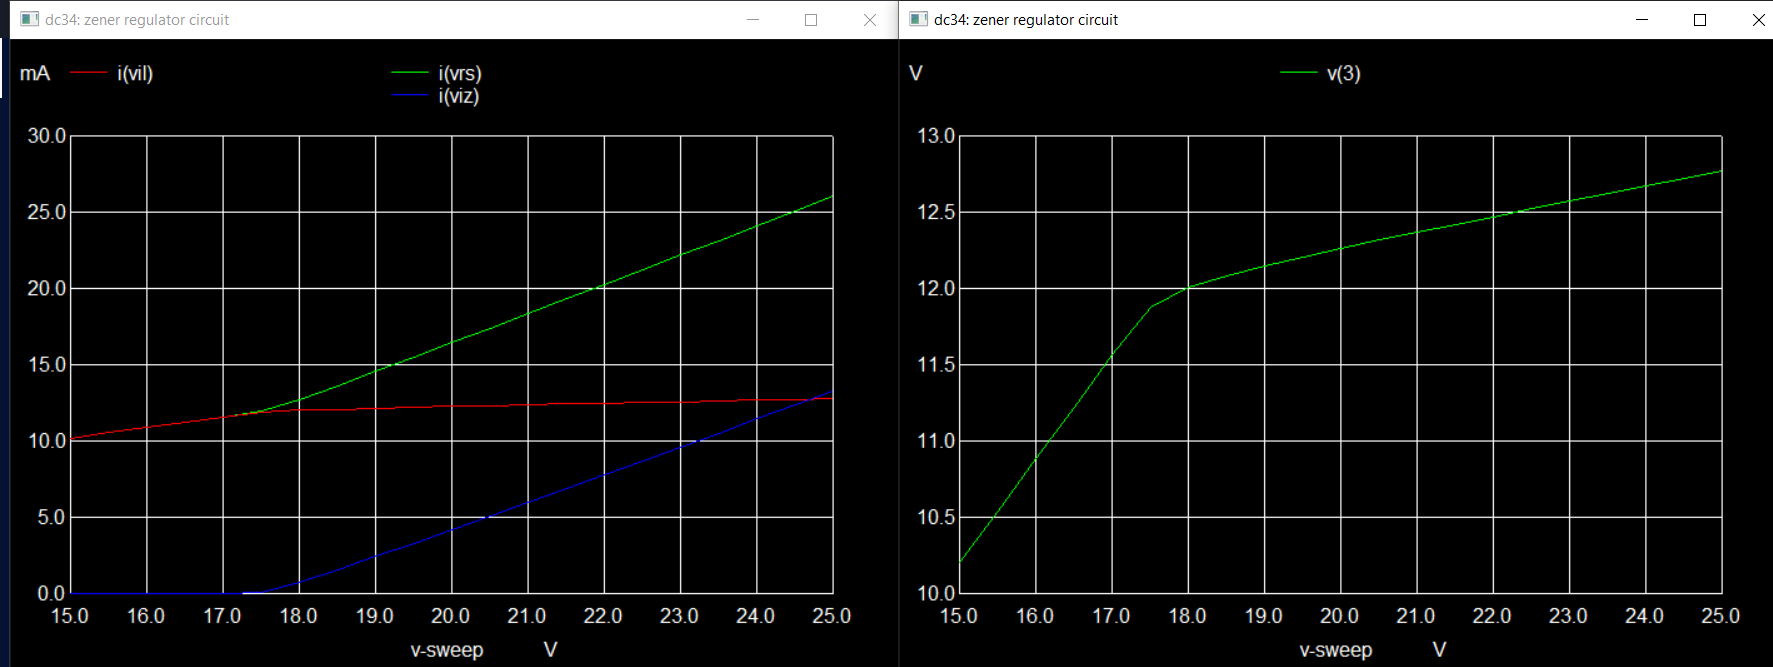 dc34: zener regulator circuit
mA i(vil) i(vrs)
i(viz)
30.0
25.0
20.0
15.0
10.0
5.0
0.0
15.0 16.0 17.0 18.0 19.0 20.0 21.0 22.0 23.0 24.0 25.0
v-sweep V
dc34: zener regulator circuit
V v(3)
13.0
12.5
12.0
11.5
11.0
10.5
10.0
15.0 16.0 17.0 18.0 19.0 20.0 21.0 22.0 23.0 24.0 25.0
v-sweep V